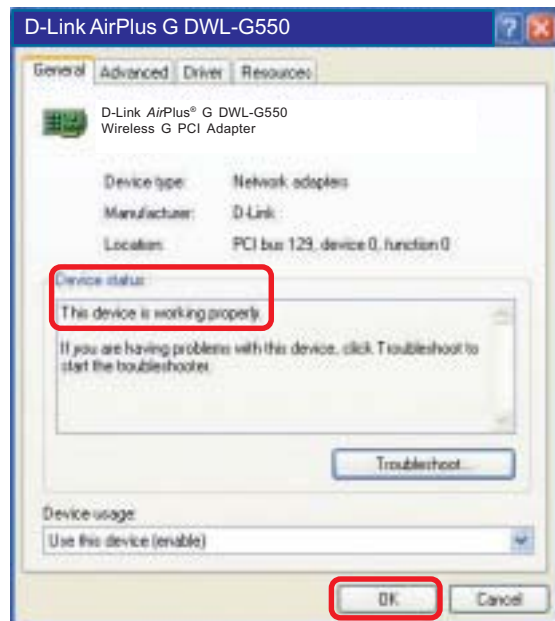 D-Link AirPlus G DWL-G550
General Advanced Driver Resources
D-Link AirPlus® G DWL-G550
Wireless G PCI Adapter
Device type: Network adapters
Manufacturer: D-Link
Location: PCI bus 129, device 0, function 0
Device status
This device is working properly.
If you are having problems with this device, click Troubleshoot to
start the troubleshooter.
Troubleshoot...
Device usage:
Use this device (enable)
OK Cancel